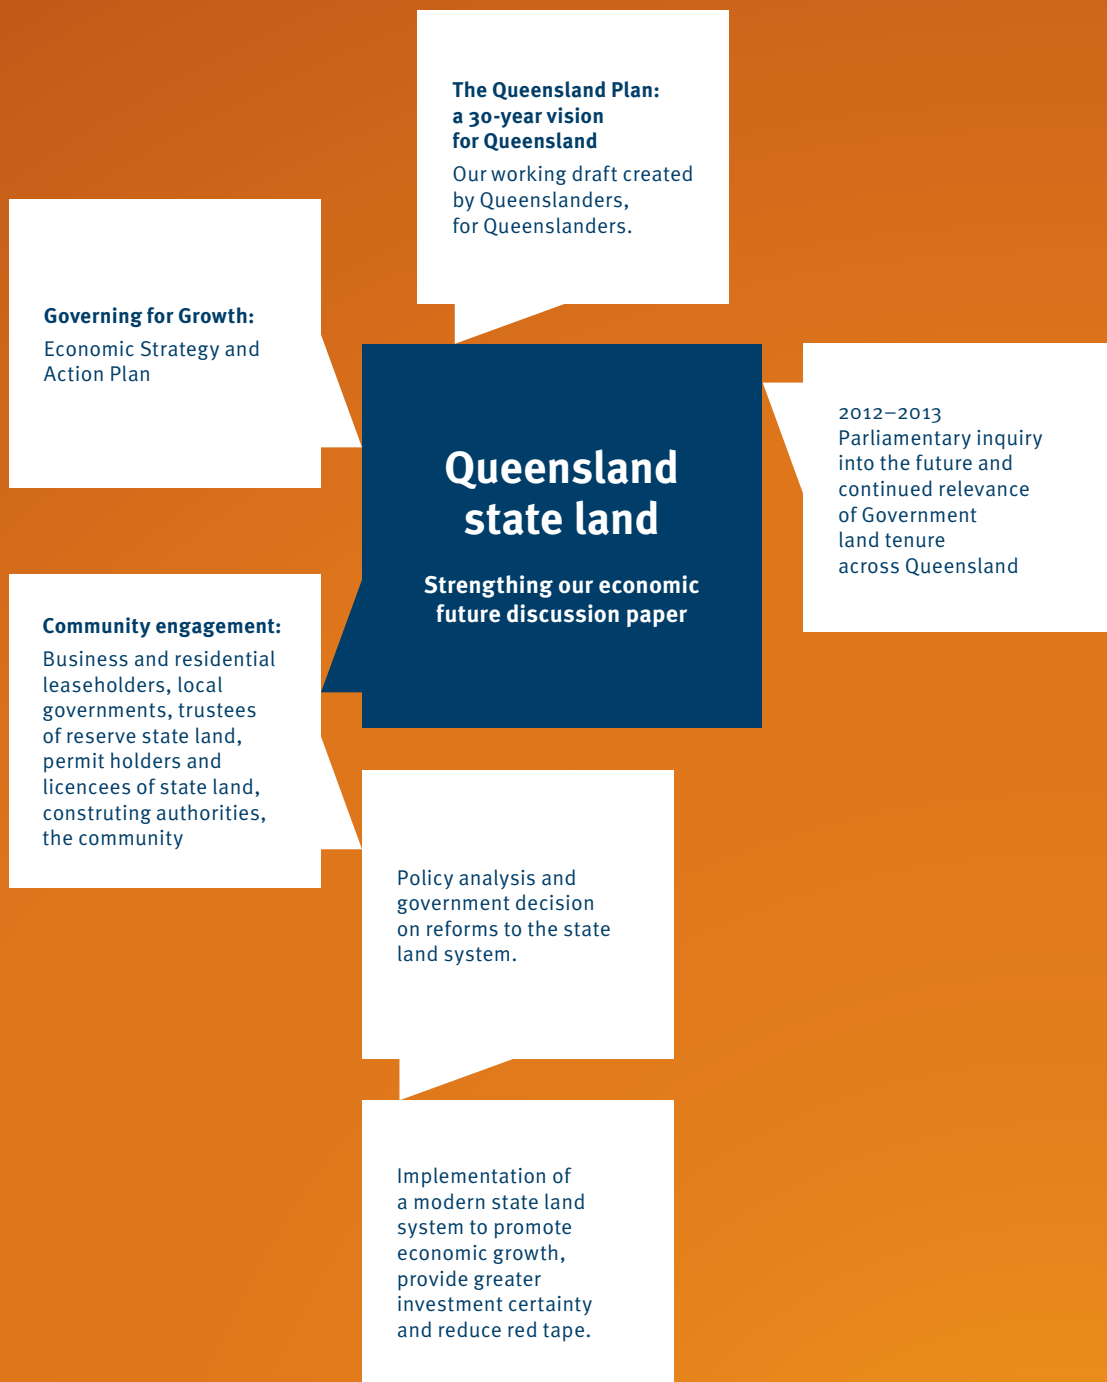 The Queensland Plan:
a 30-year vision
for Queensland
Our working draft created
by Queenslanders,
for Queenslanders.
Governing for Growth:
Economic Strategy and
Action Plan
2012–2013
Parliamentary inquiry
into the future and
continued relevance
of Government
land tenure
across Queensland
Queensland
state land
Strengthing our economic
future discussion paper
Community engagement:
Business and residential
leaseholders, local
governments, trustees
of reserve state land,
permit holders and
licencees of state land,
construting authorities,
the community
Policy analysis and
government decision
on reforms to the state
land system.
Implementation of
a modern state land
system to promote
economic growth,
provide greater
investment certainty
and reduce red tape.